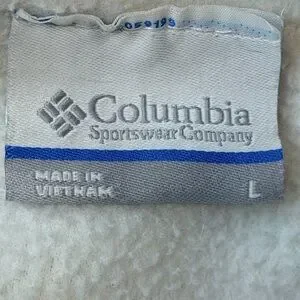 Columbia
Sportswear Company
MADE IN
VIETNAM
L